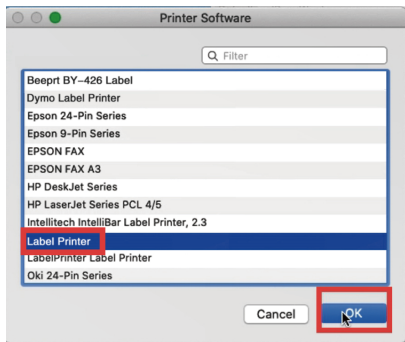 Printer Software
Filter
Beeprt BY–426 Label
Dymo Label Printer
Epson 24-Pin Series
Epson 9-Pin Series
EPSON FAX
EPSON FAX A3
HP DeskJet Series
HP LaserJet Series PCL 4/5
Intellitech IntelliBar Label Printer, 2.3
Label Printer
LabelPrinter Label Printer
Oki 24-Pin Series
Cancel OK